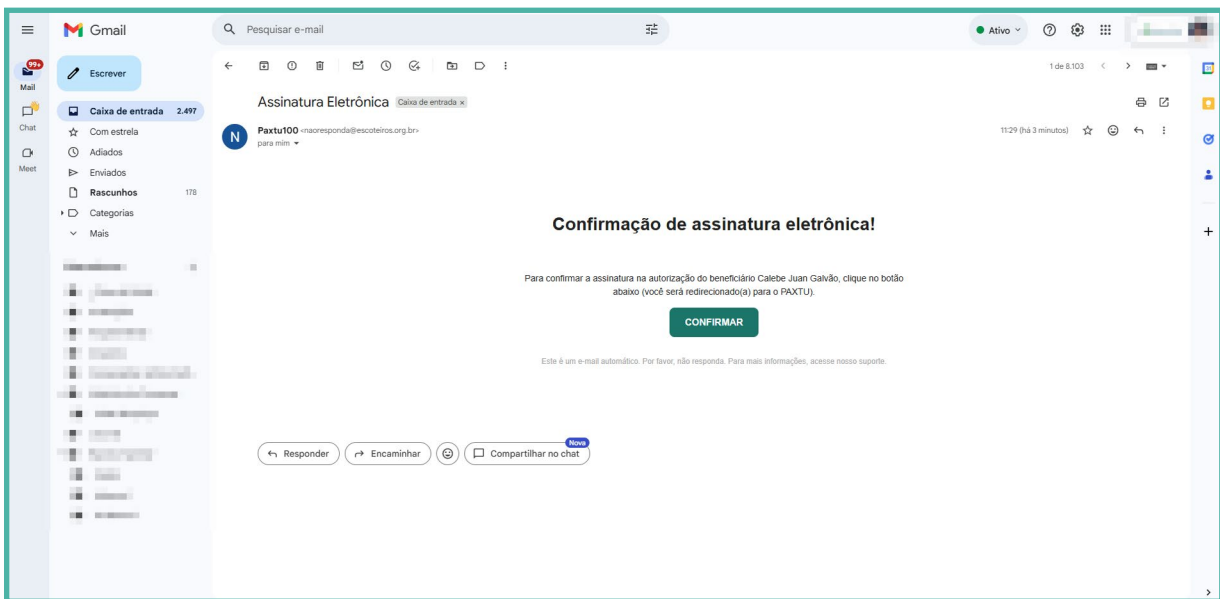 Gmail
Pesquisar e-mail
Ativo
99+
Mail
Escrever
1 de 8.103
Chat
Meet
Caixa de entrada 2.497
Com estrela
Adiados
Enviados
Rascunhos 178
Categorias
Mais
Assinatura Eletrônica Caixa de entrada x
N
Paxtu100 <naoresponda@escoteiros.org.br>
para mim
11:29 (há 3 minutos)
Confirmação de assinatura eletrônica!
Para confirmar a assinatura na autorização do beneficiário Calebe Juan Galvão, clique no botão
abaixo (você será redirecionado(a) para o PAXTU).
CONFIRMAR
Este é um e-mail automático. Por favor, não responda. Para mais informações, acesse nosso suporte.
Responder
Encaminhar
Compartilhar no chat
Nova
31